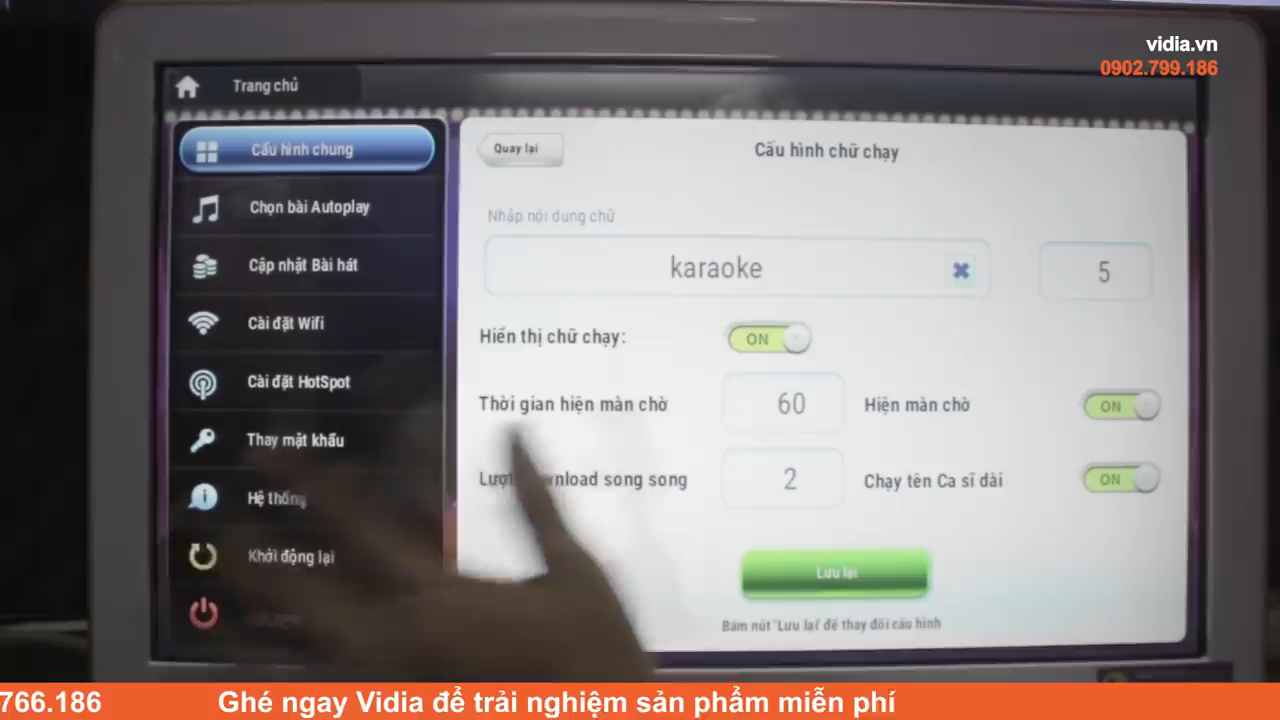 vidia.vn
0902.799.186
Trang chủ
Cấu hình chung
Chọn bài Autoplay
Cập nhật Bài hát
Cài đặt Wifi
Cài đặt HotSpot
Thay mật khẩu
Hệ thống
Khởi động lại
Quay lại
Cấu hình chữ chạy
Nhập nội dung chữ
karaoke
5
Hiển thị chữ chạy:
ON
Thời gian hiện màn chờ
60
Hiện màn chờ
ON
song song
2
Chạy tên Ca sĩ dài
ON
Lưu lại
Bấm nút 'Lưu lại' để thay đổi cấu hình
766.186
Ghé ngay Vidia để trải nghiệm sản phẩm miễn phí